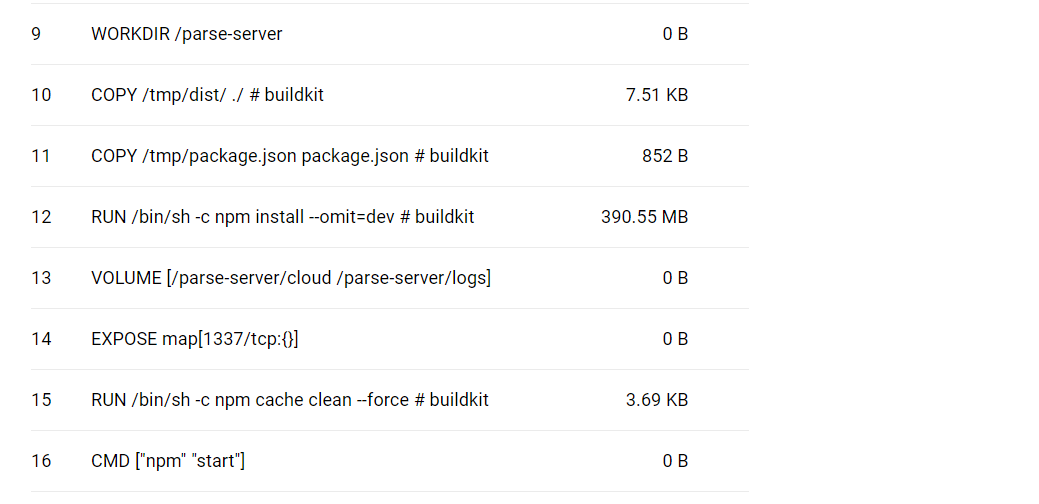 9 WORKDIR /parse-server 0 B
10 COPY /tmp/dist/ ./ # buildkit 7.51 KB
11 COPY /tmp/package.json package.json # buildkit 852 B
12 RUN /bin/sh -c npm install --omit=dev # buildkit 390.55 MB
13 VOLUME [/parse-server/cloud /parse-server/logs] 0 B
14 EXPOSE map[1337/tcp:{}] 0 B
15 RUN /bin/sh -c npm cache clean --force # buildkit 3.69 KB
16 CMD ["npm" "start"] 0 B